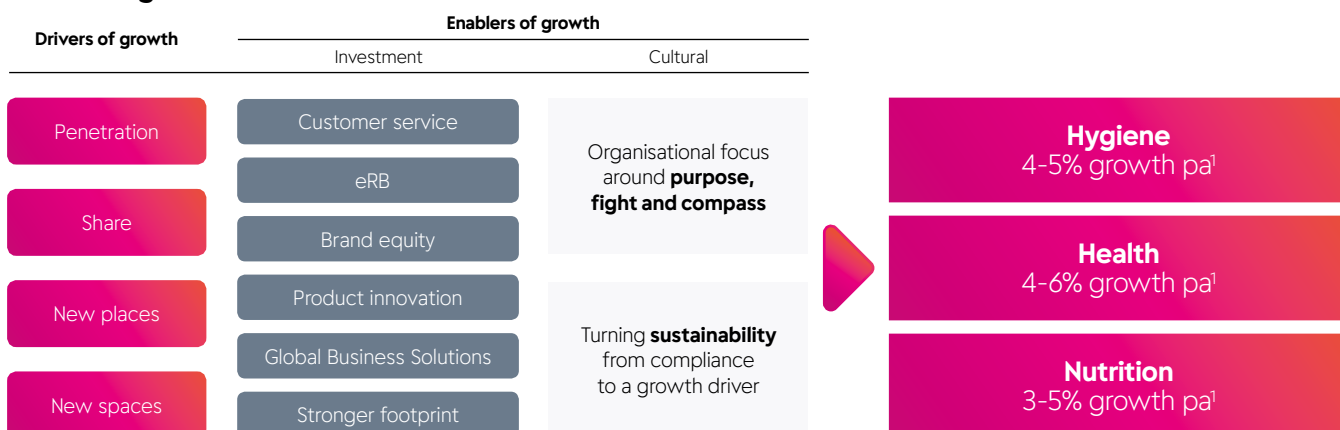 Drivers of growth
Enablers of growth
Investment
Cultural
Penetration
Share
New places
New spaces
Customer service
eRB
Brand equity
Product innovation
Global Business Solutions
Stronger footprint
Organisational focus
around purpose,
fight and compass
Turning sustainability
from compliance
to a growth driver
Hygiene
4-5% growth pa¹
Health
4-6% growth pa¹
Nutrition
3-5% growth pa¹